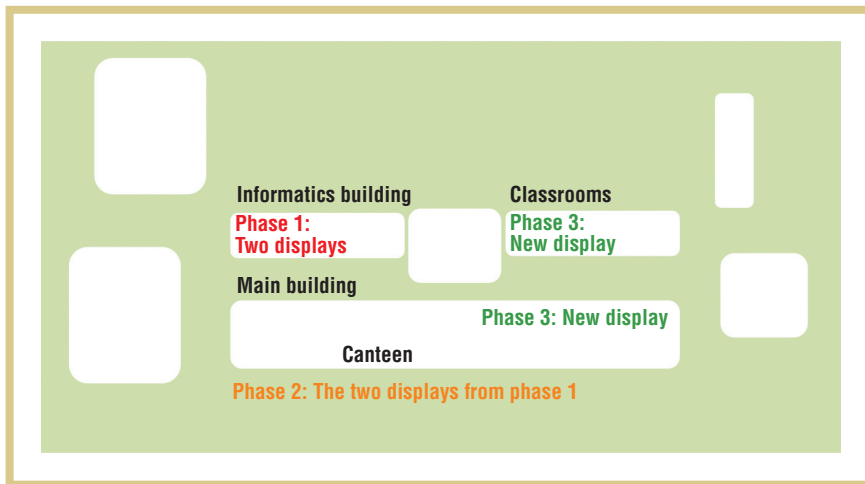 Informatics building
Phase 1:
Two displays
Classrooms
Phase 3:
New display
Main building
Phase 3: New display
Canteen
Phase 2: The two displays from phase 1